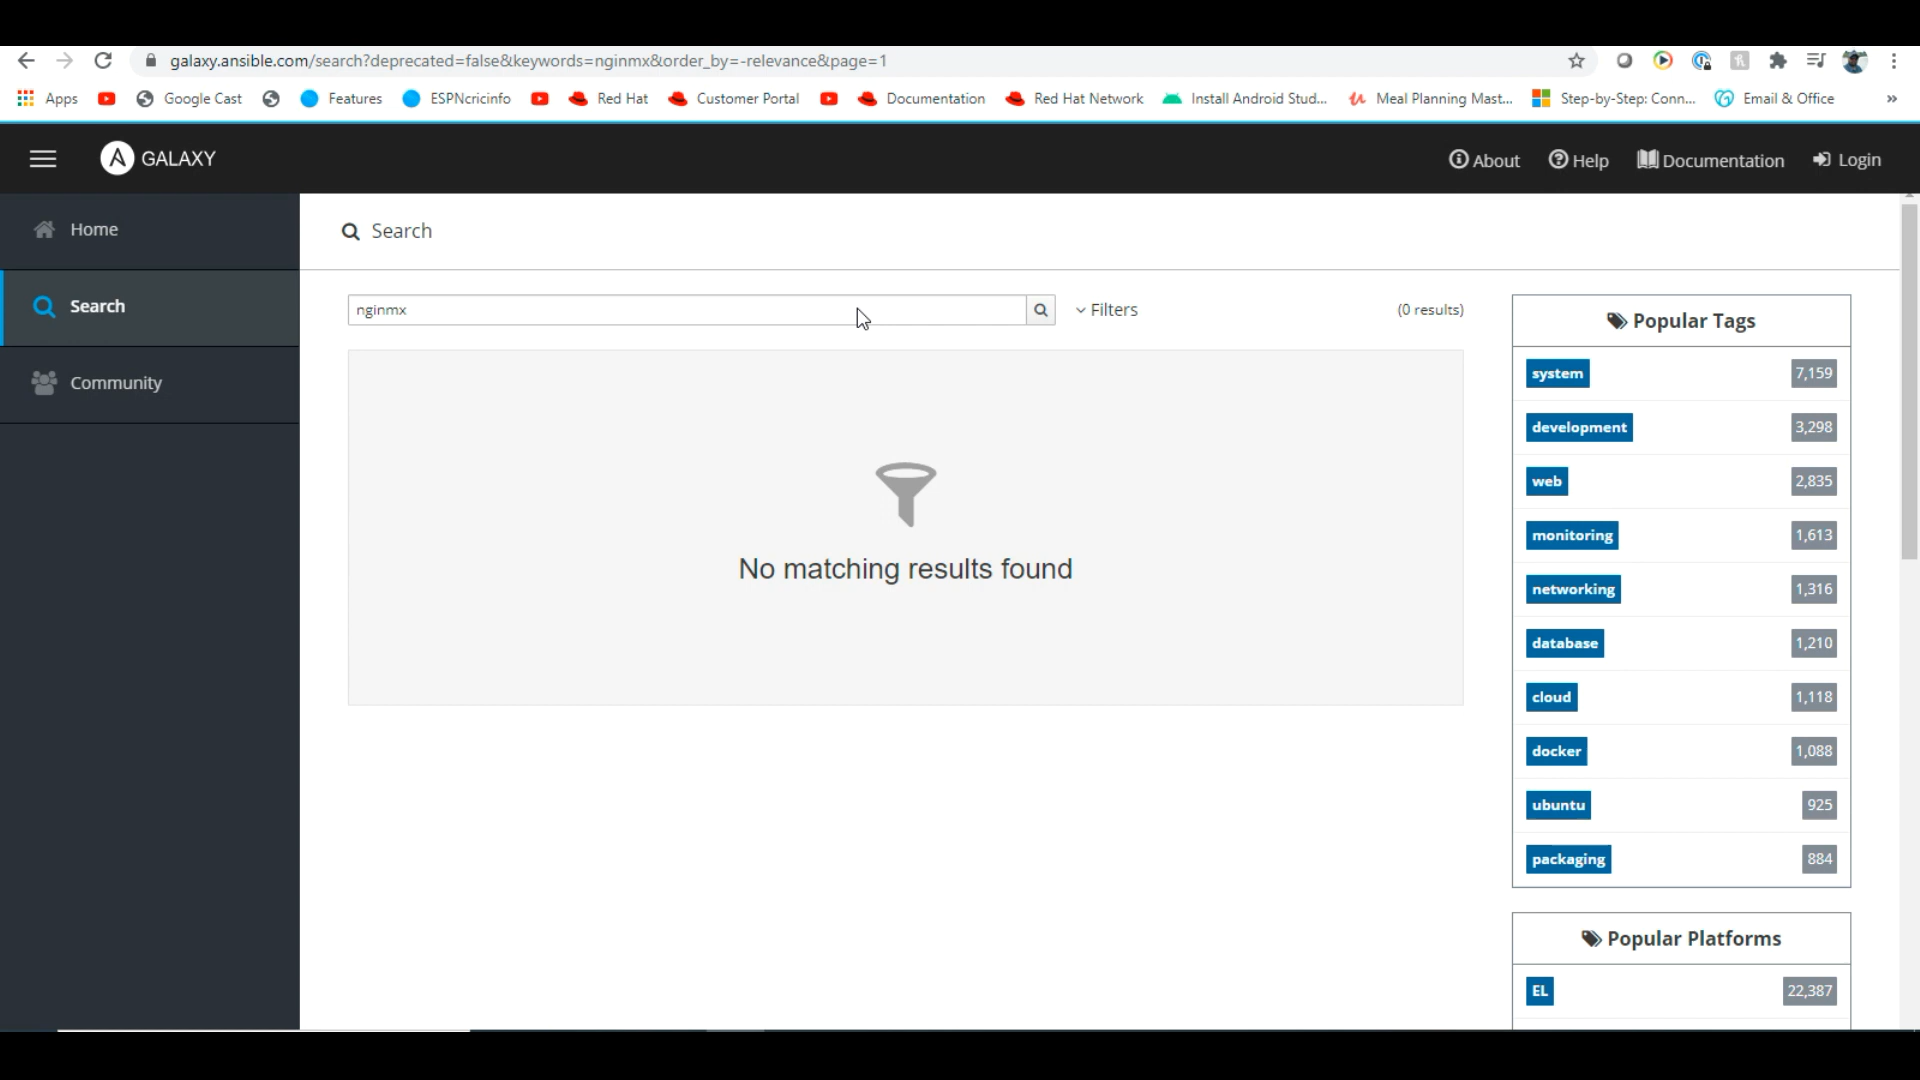 galaxy.ansible.com/search?deprecated=false&keywords=nginmx&order_by=-relevance&page=1
Apps Google Cast Features ESPNcricinfo Red Hat Customer Portal Documentation Red Hat Network Install Android Stud... Meal Planning Mast... Step-by-Step: Conn... Email & Office »
A GALAXY About Help Documentation Login
Home
Search
Community
Search
nginmx Filters (0 results)
No matching results found
Popular Tags
system 7,159
development 3,298
web 2,835
monitoring 1,613
networking 1,316
database 1,210
cloud 1,118
docker 1,088
ubuntu 925
packaging 884
Popular Platforms
EL 22,387